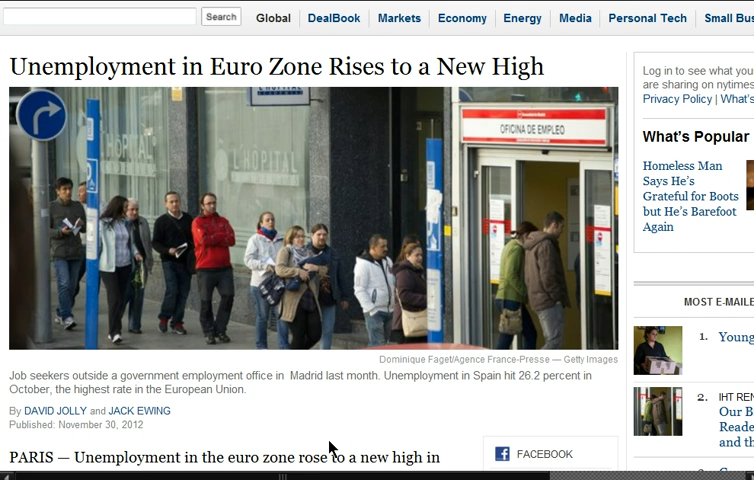 Search
Global
DealBook
Markets
Economy
Energy
Media
Personal Tech
Small Bus
Unemployment in Euro Zone Rises to a New High
L'HÔPITAL
OFICINA DE EMPLEO
Dominique Faget/Agence France-Presse — Getty Images
Job seekers outside a government employment office in Madrid last month. Unemployment in Spain hit 26.2 percent in
October, the highest rate in the European Union.
By DAVID JOLLY and JACK EWING
Published: November 30, 2012
PARIS — Unemployment in the euro zone rose to a new high in
FACEBOOK
Log in to see what you
are sharing on nytimes
Privacy Policy | What's
What's Popular
Homeless Man
Says He's
Grateful for Boots
but He's Barefoot
Again
MOST E-MAILE
1. Young
2. IHT REN
Our B
Reade
and th